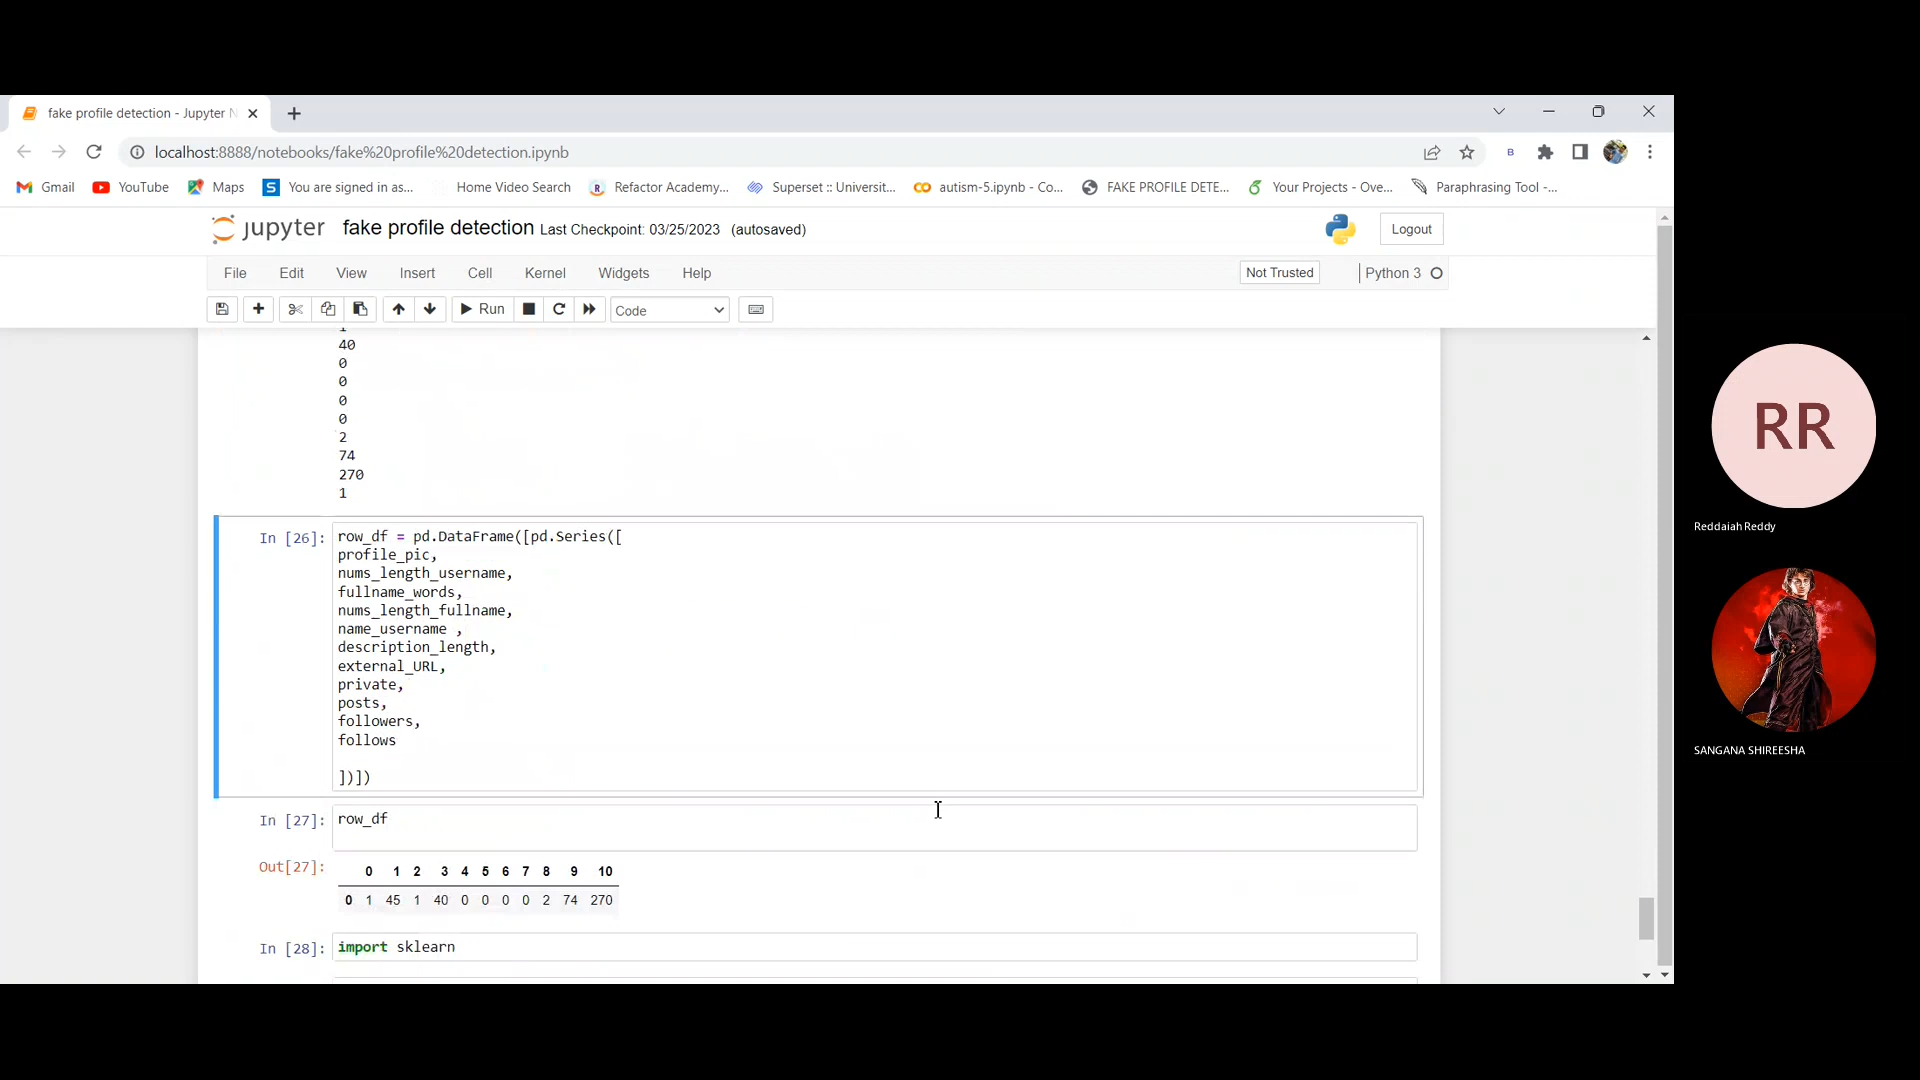 fake profile detection - Jupyter N
localhost:8888/notebooks/fake%20profile%20detection.ipynb
Gmail YouTube Maps S You are signed in as... Home Video Search R Refactor Academy... Superset :: Universit... autism-5.ipynb - Co... FAKE PROFILE DETE... Your Projects - Ove... Paraphrasing Tool -...
jupyter fake profile detection Last Checkpoint: 03/25/2023 (autosaved) Logout
File Edit View Insert Cell Kernel Widgets Help Not Trusted Python 3
Run Code
1
40
0
0
0
0
2
74
270
1
In [26]: row_df = pd.DataFrame([pd.Series([
profile_pic,
nums_length_username,
fullname_words,
nums_length_fullname,
name_username ,
description_length,
external_URL,
private,
posts,
followers,
follows
])])
In [27]: row_df
Out[27]: 0 1 2 3 4 5 6 7 8 9 10
0 1 45 1 40 0 0 0 0 2 74 270
In [28]: import sklearn
RR
Reddaiah Reddy
SANGANA SHIREESHA